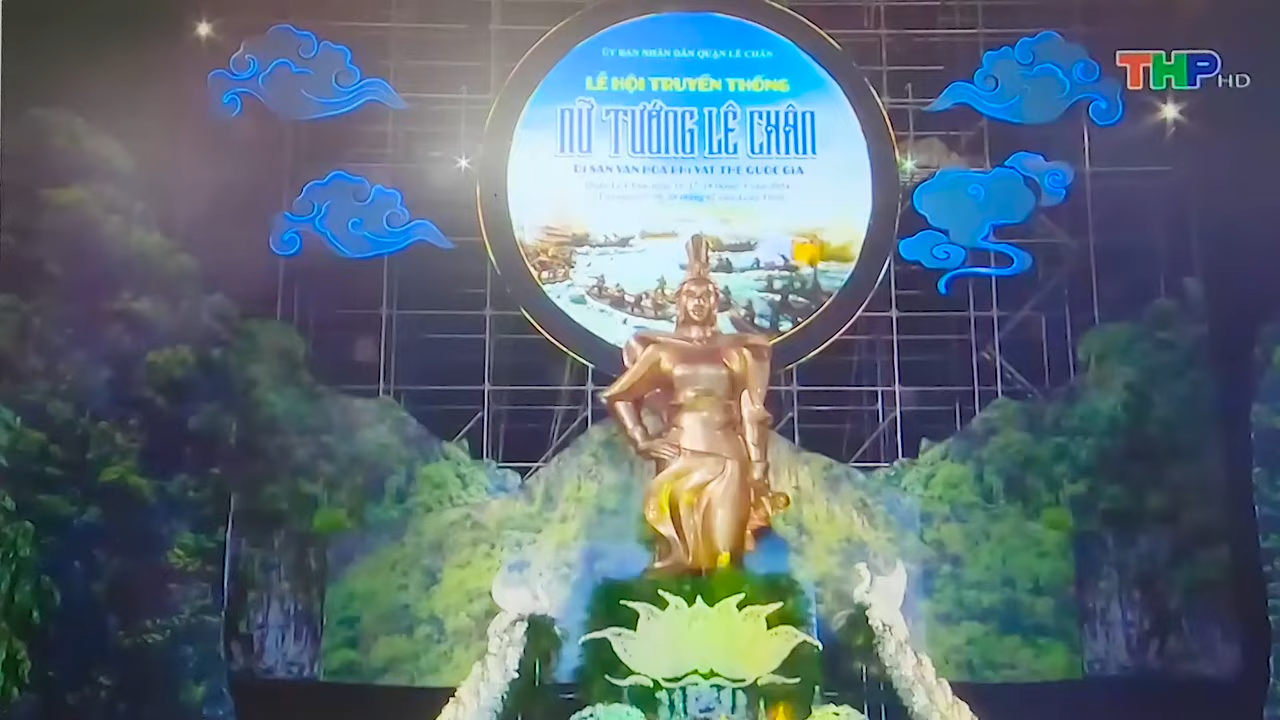 ỦY BAN NHÂN DÂN QUẬN LÊ CHÂN
THP HD
LỄ HỘI TRUYỀN THỐNG
NỮ TƯỚNG LÊ CHÂN
DI SẢN VĂN HÓA PHI VẬT THỂ QUỐC GIA